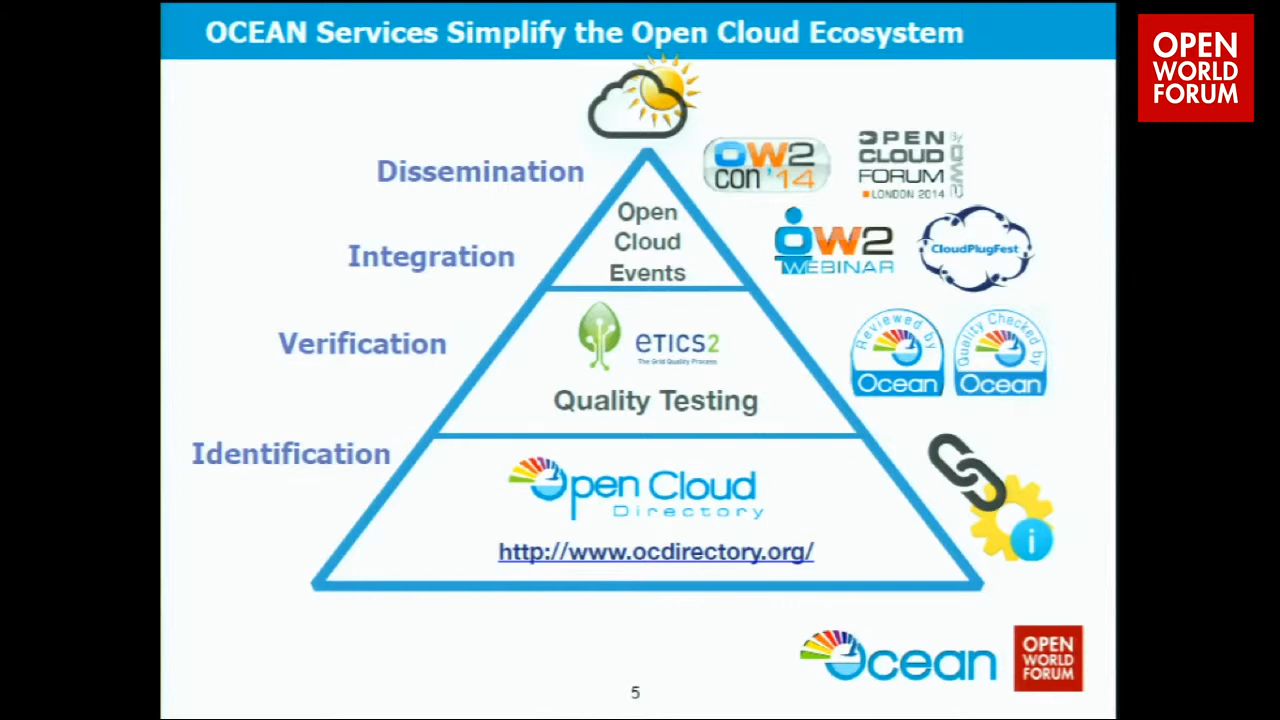 OCEAN Services Simplify the Open Cloud Ecosystem
OPEN
WORLD
FORUM
Dissemination
OW2
con '14
OPEN
CLOUD
FORUM
LONDON 2014
By OW2
Integration
Open
Cloud
Events
OW2
WEBINAR
CloudPlugFest
Verification
eTICS2
The Grid Quality Process
Quality Testing
Reviewed by
Ocean
Quality Checked by
Ocean
Identification
Open Cloud
Directory
http://www.ocdirectory.org/
i
Ocean
OPEN
WORLD
FORUM
5